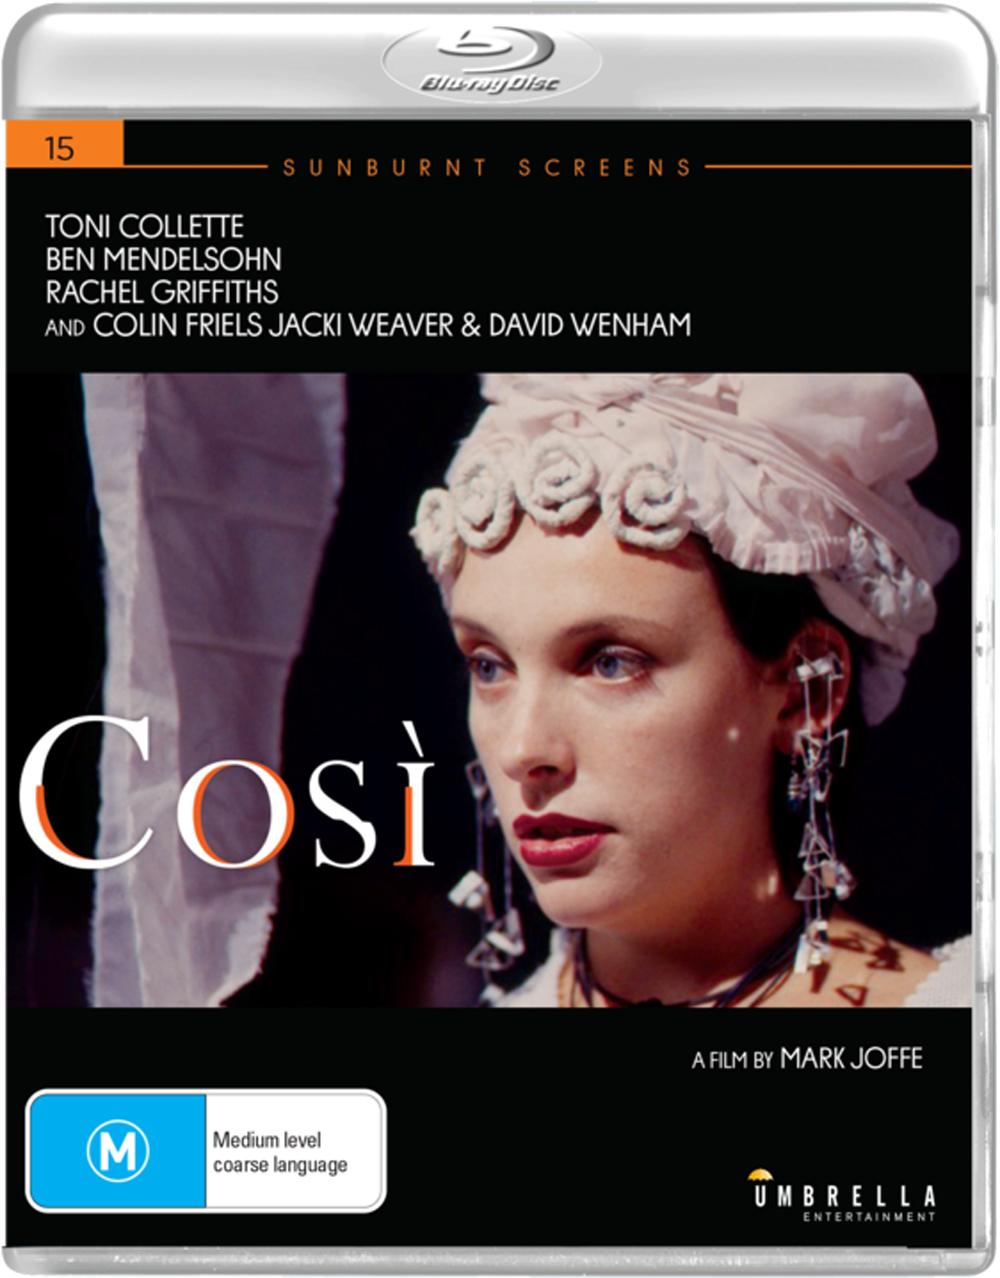 Blu-ray Disc
15
SUNBURNT SCREENS
TONI COLLETTE
BEN MENDELSOHN
RACHEL GRIFFITHS
AND COLIN FRIELS JACKI WEAVER & DAVID WENHAM
Così
A FILM BY MARK JOFFE
M
Medium level
coarse language
UMBRELLA
ENTERTAINMENT